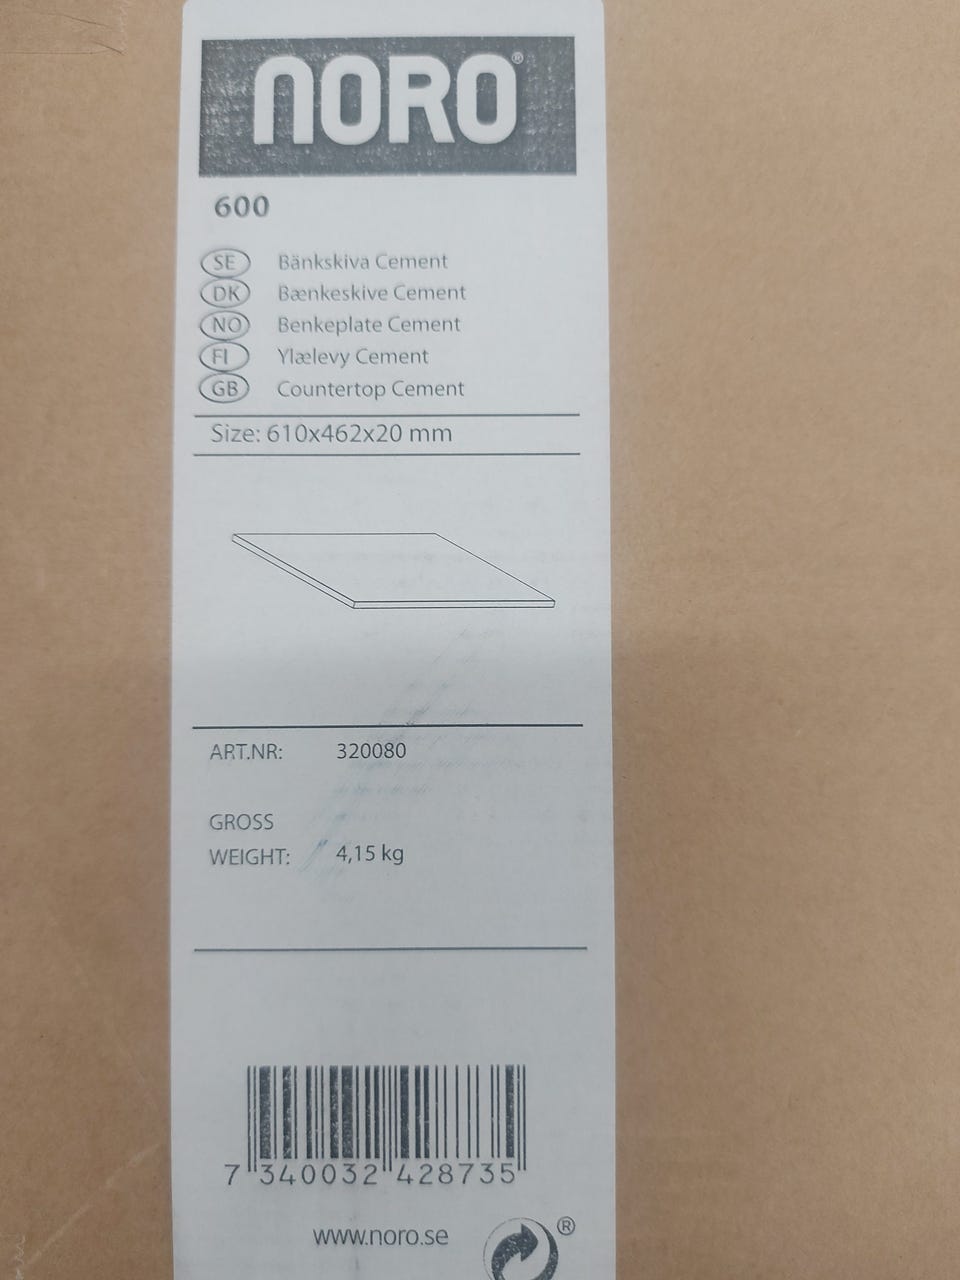 NORO®
600
SE Bänkskiva Cement
DK Bænkeskive Cement
NO Benkeplate Cement
FI Ylælevy Cement
GB Countertop Cement
Size: 610x462x20 mm
ART.NR: 320080
GROSS
WEIGHT: 4,15 kg
7 340032 428735
www.noro.se ®